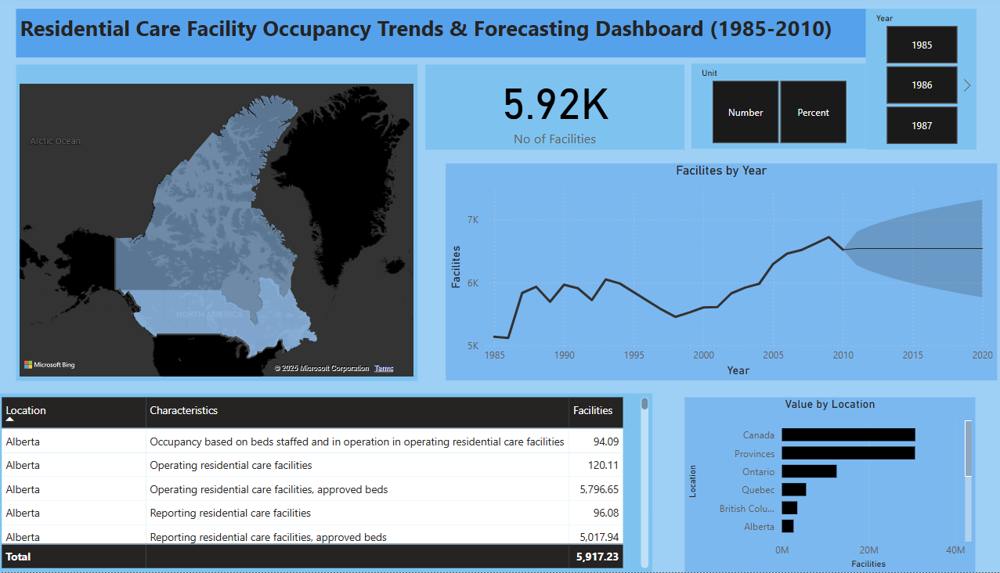 Residential Care Facility Occupancy Trends & Forecasting Dashboard (1985-2010)
Year
1985
1986
1987
Arctic Ocean
NORTH AMERICA
Microsoft Bing
© 2025 Microsoft Corporation Terms
5.92K
No of Facilities
Unit
Number Percent
Facilites by Year
Facilites
7K
6K
5K
1985 1990 1995 2000 2005 2010 2015 2020
Year
Location Characteristics Facilities
Alberta Occupancy based on beds staffed and in operation in operating residential care facilities 94.09
Alberta Operating residential care facilities 120.11
Alberta Operating residential care facilities, approved beds 5,796.65
Alberta Reporting residential care facilities 96.08
Alberta Reporting residential care facilities, approved beds 5,017.94
Total 5,917.23
Value by Location
Location
Canada
Provinces
Ontario
Quebec
British Colu...
Alberta
0M 20M 40M
Facilities